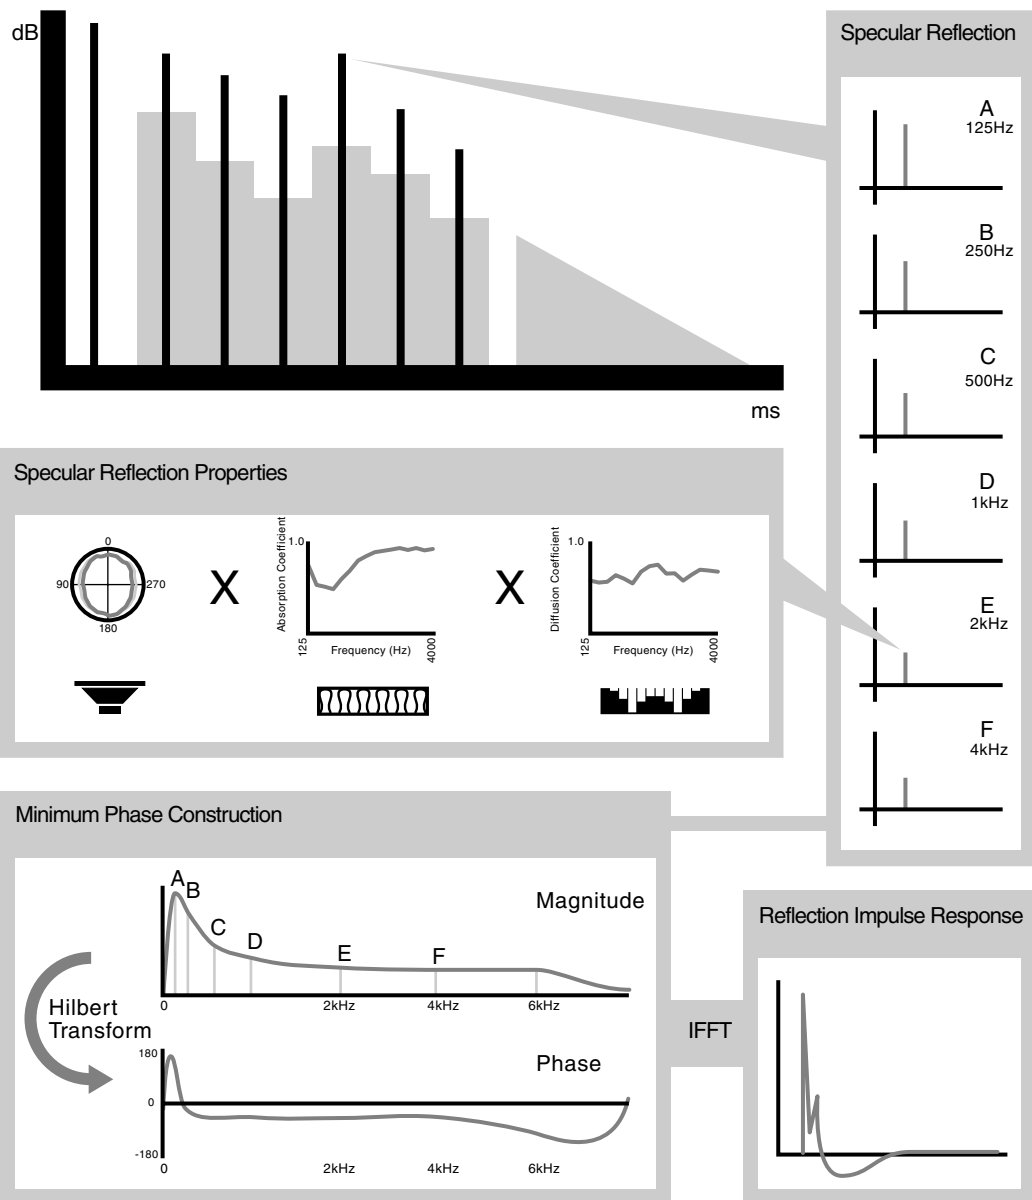 dB
ms
Specular Reflection
A
125Hz
B
250Hz
C
500Hz
D
1kHz
E
2kHz
F
4kHz
Specular Reflection Properties
0
90
270
180
X
Absorption Coefficient
1.0
125
Frequency (Hz)
4000
X
Diffusion Coefficient
1.0
125
Frequency (Hz)
4000
Minimum Phase Construction
A
B
C
D
E
F
Magnitude
0
2kHz
4kHz
6kHz
Hilbert
Transform
180
0
-180
Phase
0
2kHz
4kHz
6kHz
IFFT
Reflection Impulse Response